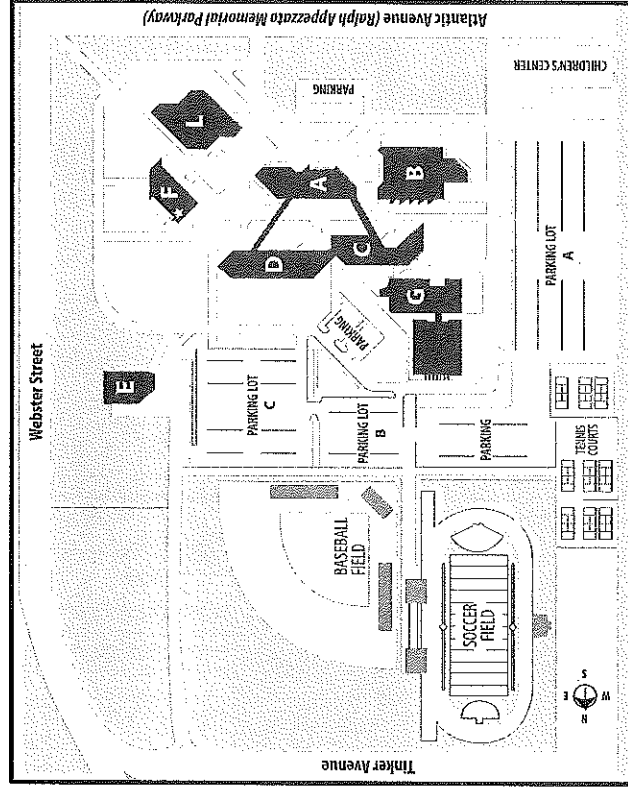 Atlantic Avenue (Ralph Appezzato Memorial Parkway)
Webster Street
Tinker Avenue
CHILDREN'S CENTER
PARKING
L
F
A
B
D
C
G
E
PARKING
PARKING LOT
A
PARKING LOT
C
PARKING LOT
B
PARKING
TENNIS
COURTS
BASEBALL
FIELD
SOCCER
FIELD
N
E
S
W